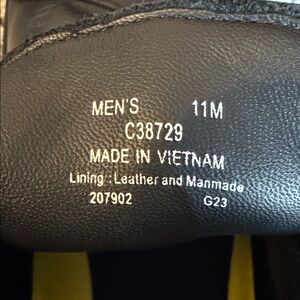 MEN'S 11M
C38729
MADE IN VIETNAM
Lining : Leather and Manmade
207902 G23